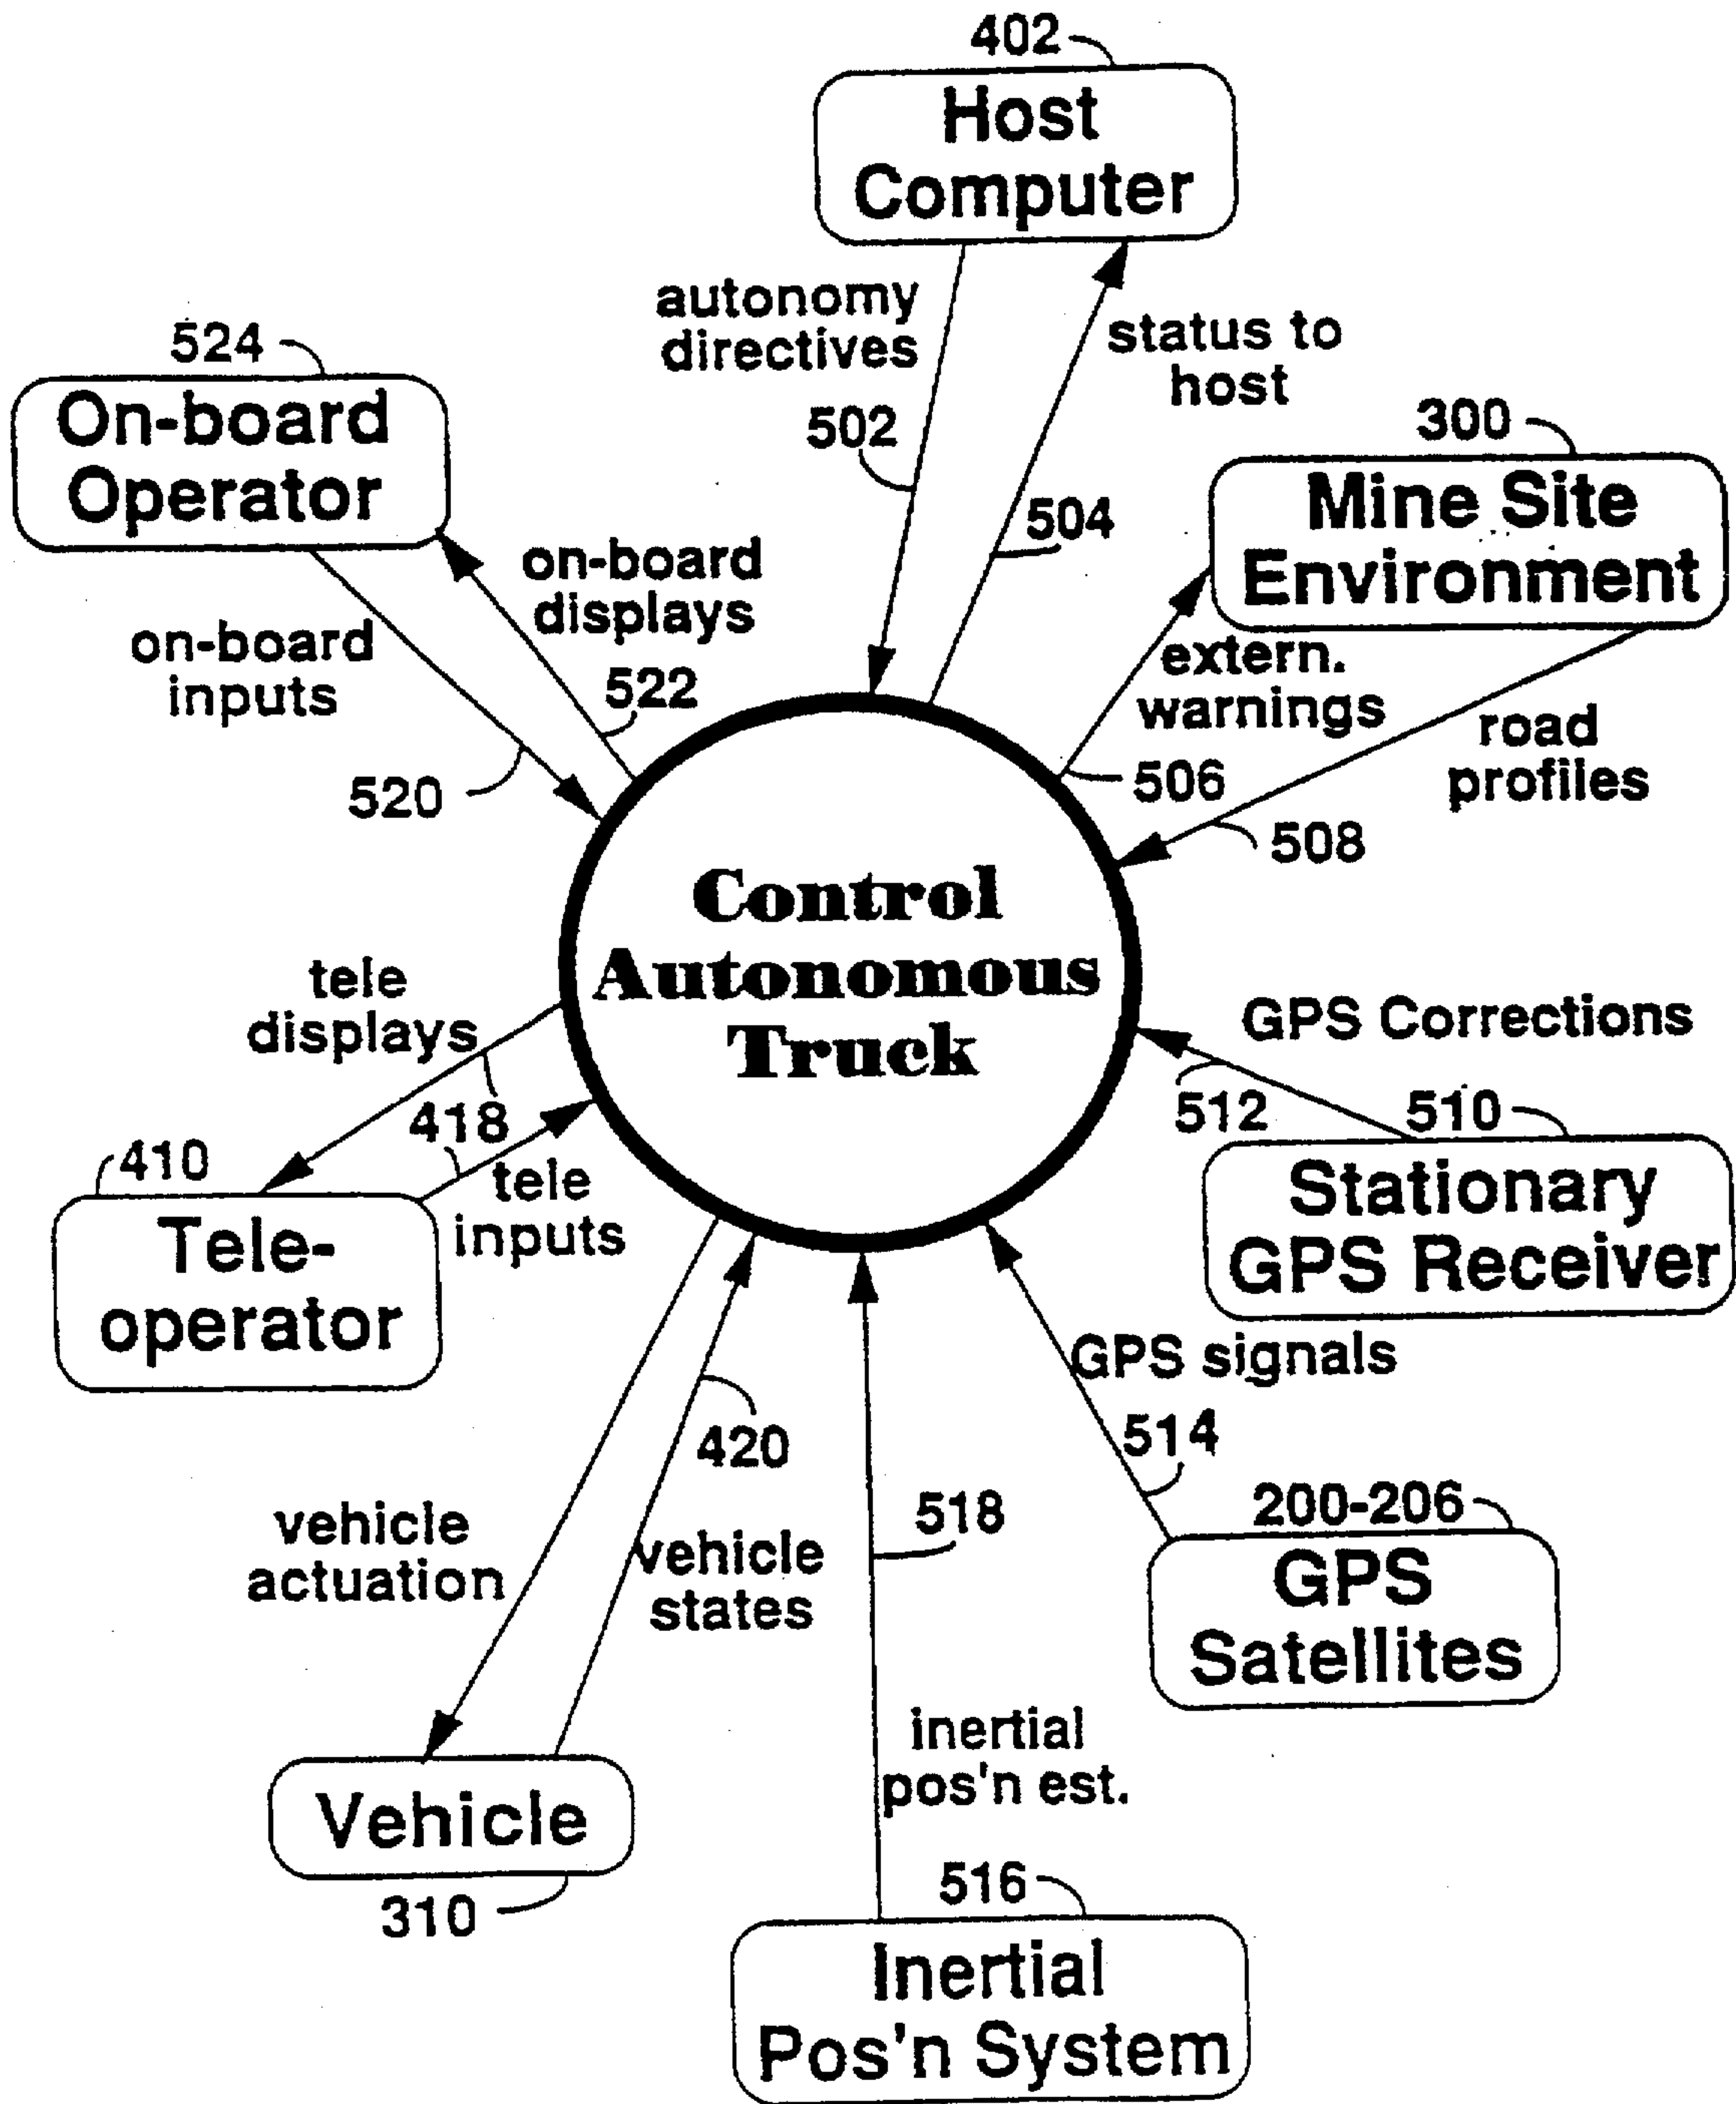 402
Host
Computer
autonomy
directives
502
status to
host
504
524
On-board
Operator
on-board
displays
522
on-board
inputs
520
300
Mine Site
Environment
extern.
warnings
506
road
profiles
508
Control
Autonomous
Truck
tele
displays
418
410
tele
inputs
Tele-
operator
GPS Corrections
512
510
Stationary
GPS Receiver
GPS signals
514
200-206
GPS
Satellites
420
vehicle
actuation
vehicle
states
518
inertial
pos'n est.
Vehicle
310
516
Inertial
Pos'n System